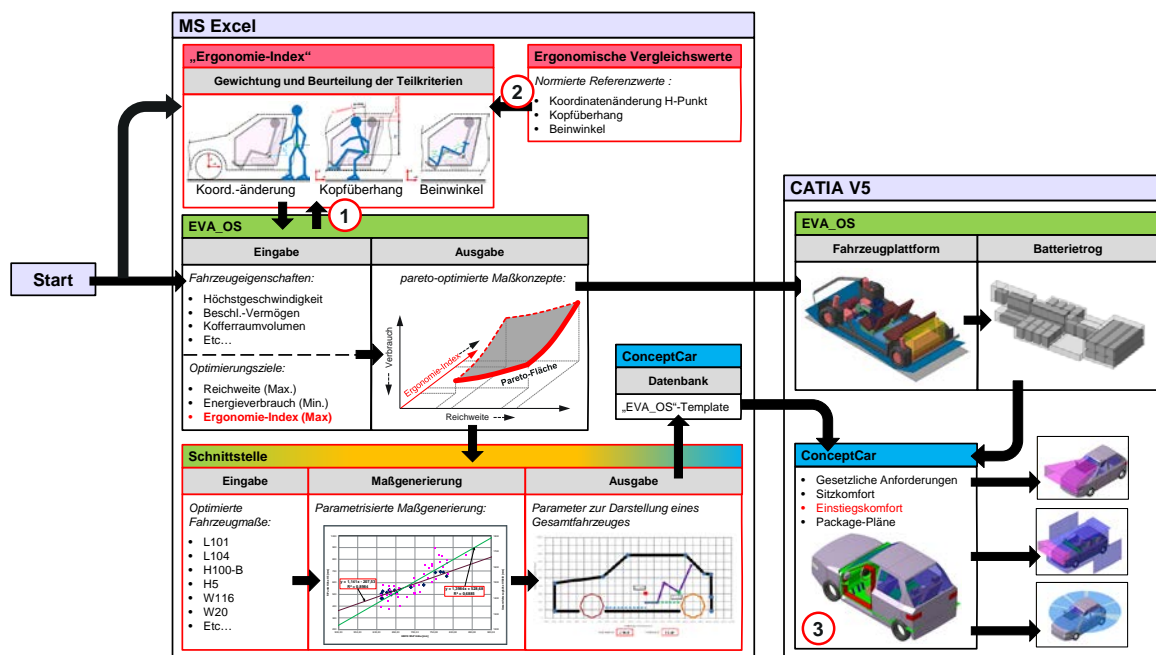 MS Excel
„Ergonomie-Index“
Gewichtung und Beurteilung der Teilkriterien
Koord.-änderung
Kopfüberhang
Beinwinkel
2
Ergonomische Vergleichswerte
Normierte Referenzwerte :
• Koordinatenänderung H-Punkt
• Kopfüberhang
• Beinwinkel
1
Start
EVA_OS
Eingabe
Ausgabe
Fahrzeugeigenschaften:
• Höchstgeschwindigkeit
• Beschl.-Vermögen
• Kofferraumvolumen
• Etc…
Optimierungsziele:
• Reichweite (Max.)
• Energieverbrauch (Min.)
• Ergonomie-Index (Max)
pareto-optimierte Maßkonzepte:
Verbrauch
Ergonomie-Index
Pareto-Fläche
Reichweite
ConceptCar
Datenbank
„EVA_OS“-Template
Schnittstelle
Eingabe
Maßgenerierung
Ausgabe
Optimierte
Fahrzeugmaße:
• L101
• L104
• H100-B
• H5
• W116
• W20
• Etc…
Parametrisierte Maßgenerierung:
Parameter zur Darstellung eines
Gesamtfahrzeuges
CATIA V5
EVA_OS
Fahrzeugplattform
Batterietrog
ConceptCar
• Gesetzliche Anforderungen
• Sitzkomfort
• Einstiegskomfort
• Package-Pläne
3